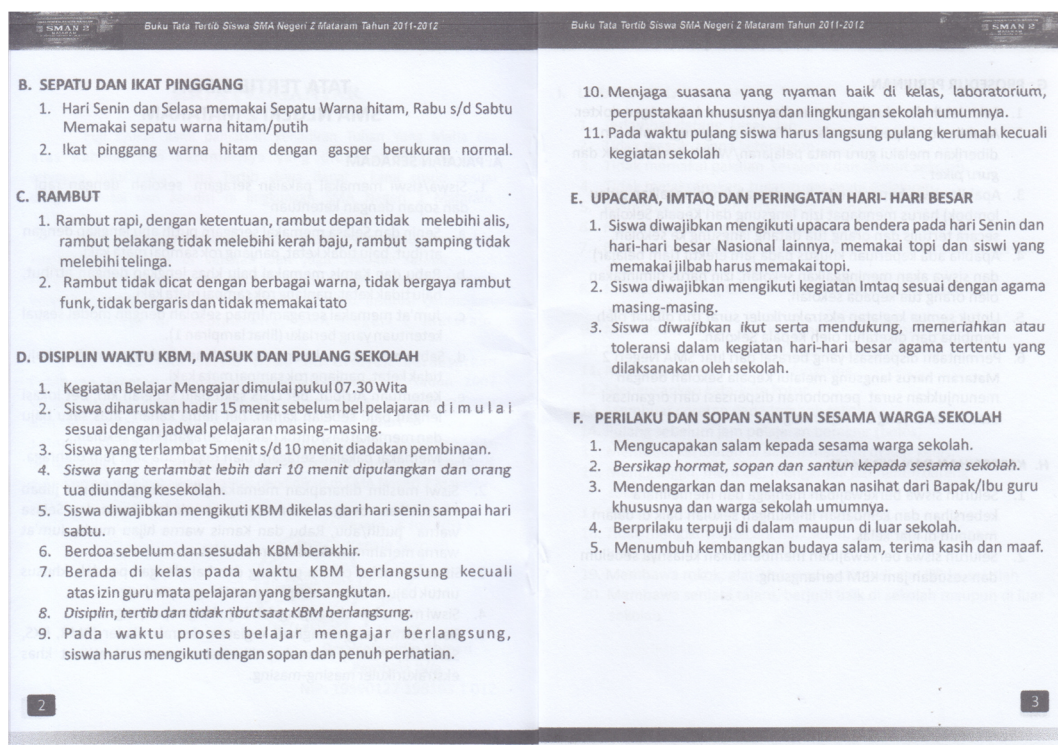 SMAN 2
Buku Tata Tertib Siswa SMA Negeri 2 Mataram Tahun 2011-2012
B. SEPATU DAN IKAT PINGGANG
1. Hari Senin dan Selasa memakai Sepatu Warna hitam, Rabu s/d Sabtu
Memakai sepatu warna hitam/putih
2. Ikat pinggang warna hitam dengan gasper berukuran normal.
C. RAMBUT
1. Rambut rapi, dengan ketentuan, rambut depan tidak melebihi alis,
rambut belakang tidak melebihi kerah baju, rambut samping tidak
melebihi telinga.
2. Rambut tidak dicat dengan berbagai warna, tidak bergaya rambut
funk, tidak bergaris dan tidak memakai tato
D. DISIPLIN WAKTU KBM, MASUK DAN PULANG SEKOLAH
1. Kegiatan Belajar Mengajar dimulai pukul 07.30 Wita
2. Siswa diharuskan hadir 15 menit sebelum bel pelajaran d i m u l a i
sesuai dengan jadwal pelajaran masing-masing.
3. Siswa yang terlambat 5menit s/d 10 menit diadakan pembinaan.
4. Siswa yang terlambat lebih dari 10 menit dipulangkan dan orang
tua diundang kesekolah.
5. Siswa diwajibkan mengikuti KBM dikelas dari hari senin sampai hari
sabtu.
6. Berdoa sebelum dan sesudah KBM berakhir.
7. Berada di kelas pada waktu KBM berlangsung kecuali
atas izin guru mata pelajaran yang bersangkutan.
8. Disiplin, tertib dan tidak ribut saat KBM berlangsung.
9. Pada waktu proses belajar mengajar berlangsung,
siswa harus mengikuti dengan sopan dan penuh perhatian.
2
Buku Tata Tertib Siswa SMA Negeri 2 Mataram Tahun 2011-2012
SMAN 2
10. Menjaga suasana yang nyaman baik di kelas, laboratorium,
perpustakaan khususnya dan lingkungan sekolah umumnya.
11. Pada waktu pulang siswa harus langsung pulang kerumah kecuali
kegiatan sekolah
E. UPACARA, IMTAQ DAN PERINGATAN HARI- HARI BESAR
1. Siswa diwajibkan mengikuti upacara bendera pada hari Senin dan
hari-hari besar Nasional lainnya, memakai topi dan siswi yang
memakai jilbab harus memakai topi.
2. Siswa diwajibkan mengikuti kegiatan Imtaq sesuai dengan agama
masing-masing.
3. Siswa diwajibkan ikut serta mendukung, memeriahkan atau
toleransi dalam kegiatan hari-hari besar agama tertentu yang
dilaksanakan oleh sekolah.
F. PERILAKU DAN SOPAN SANTUN SESAMA WARGA SEKOLAH
1. Mengucapakan salam kepada sesama warga sekolah.
2. Bersikap hormat, sopan dan santun kepada sesama sekolah.
3. Mendengarkan dan melaksanakan nasihat dari Bapak/Ibu guru
khususnya dan warga sekolah umumnya.
4. Berprilaku terpuji di dalam maupun di luar sekolah.
5. Menumbuh kembangkan budaya salam, terima kasih dan maaf.
3